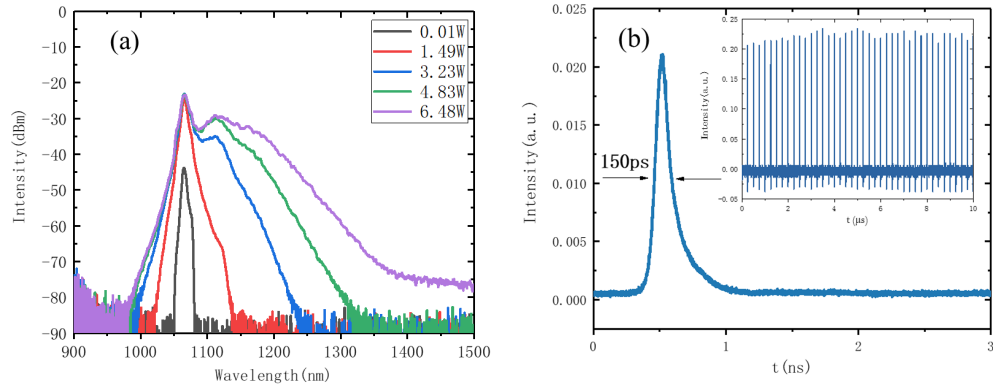 (a)
0.01W
1.49W
3.23W
4.83W
6.48W
0
-10
-20
-30
-40
-50
-60
-70
-80
-90
900
1000
1100
1200
1300
1400
1500
Intensity(dBm)
Wavelength(nm)
(b)
0.025
0.020
0.015
0.010
0.005
0.000
0
1
2
3
Intensity(a.u.)
t(ns)
150ps
0.25
0.20
0.15
0.10
0.05
0.00
-0.05
0
2
4
6
8
10
Intensity(a.u.)
t(μs)